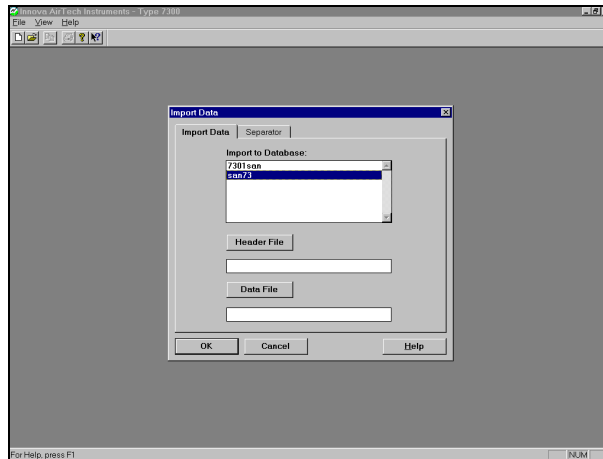 Innova AirTech Instruments - Type 7300
File View Help
Import Data
Import Data Separator
Import to Database:
7301san
san73
Header File
Data File
OK Cancel Help
For Help, press F1 NUM